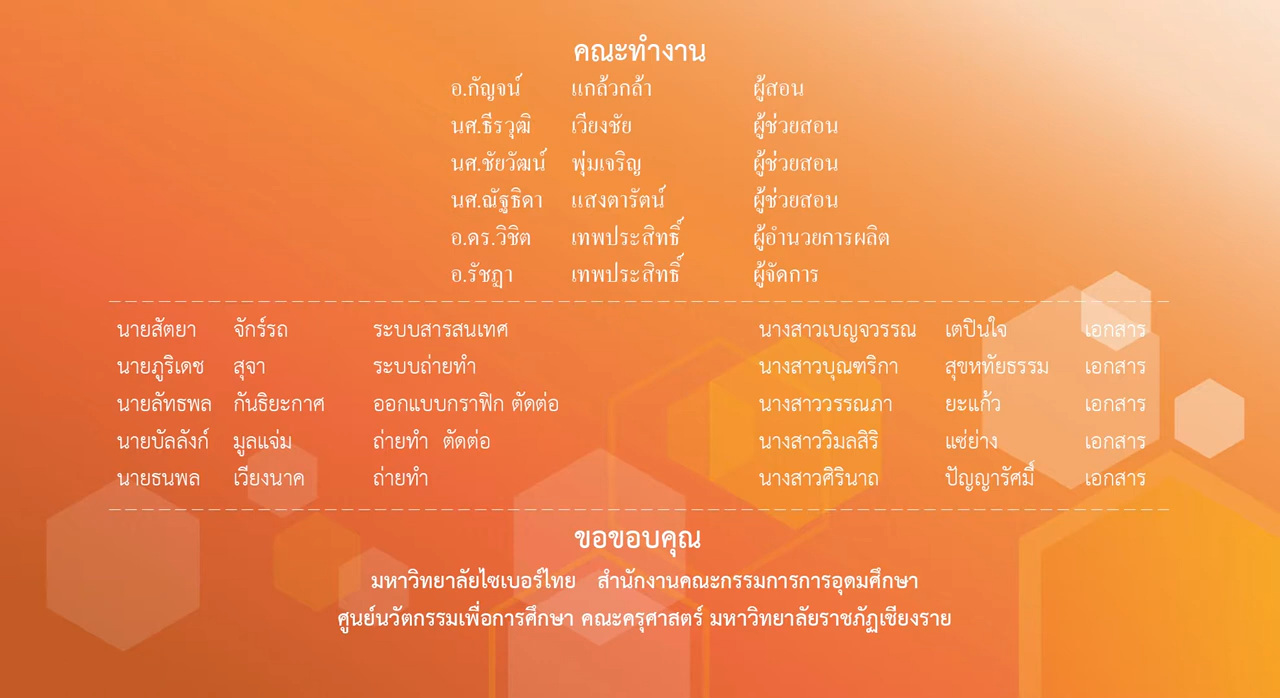 คณะทำงาน
อ.กัญจน์ แกล้วกล้า ผู้สอน
นศ.ธีรวุฒิ เวียงชัย ผู้ช่วยสอน
นศ.ชัยวัฒน์ พุ่มเจริญ ผู้ช่วยสอน
นศ.ณัฐธิดา แสงดารัตน์ ผู้ช่วยสอน
อ.ดร.วิชิต เทพประสิทธิ์ ผู้อำนวยการผลิต
อ.รัชฎา เทพประสิทธิ์ ผู้จัดการ
นายสัตยา จักร์รถ ระบบสารสนเทศ นางสาวเบญจวรรณ เตปินใจ เอกสาร
นายภูริเดช สุจา ระบบถ่ายทำ นางสาวบุณฑริกา สุขหทัยธรรม เอกสาร
นายลัทธพล กันธิยะกาศ ออกแบบกราฟิก ตัดต่อ นางสาววรรณภา ยะแก้ว เอกสาร
นายบัลลังก์ มูลแจ่ม ถ่ายทำ ตัดต่อ นางสาววิมลสิริ แซ่ย่าง เอกสาร
นายธนพล เวียงนาค ถ่ายทำ นางสาวศิรินาถ ปัญญารัศมิ์ เอกสาร
ขอขอบคุณ
มหาวิทยาลัยไซเบอร์ไทย สำนักงานคณะกรรมการการอุดมศึกษา
ศูนย์นวัตกรรมเพื่อการศึกษา คณะครุศาสตร์ มหาวิทยาลัยราชภัฏเชียงราย